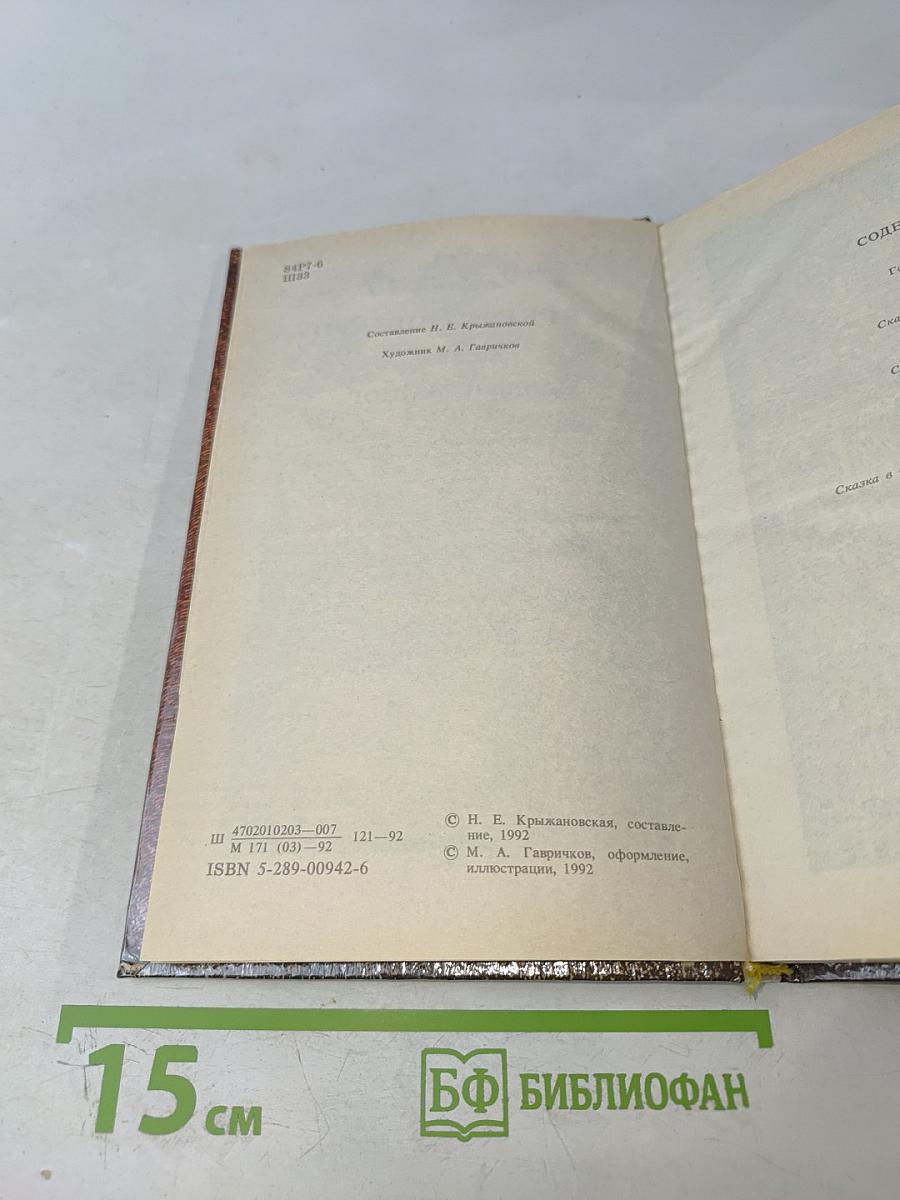 84Р7-6
Ш33
Составление Н. Е. Крыжановской
Художник М. А. Гавричков
Ш 4702010203—007 121—92
М 171 (03)—92
ISBN 5-289-00942-6
© Н. Е. Крыжановская, составле-
ние, 1992
© М. А. Гавричков, оформление,
иллюстрации, 1992
Сказка в
15 см
БФ БИБЛИОФАН